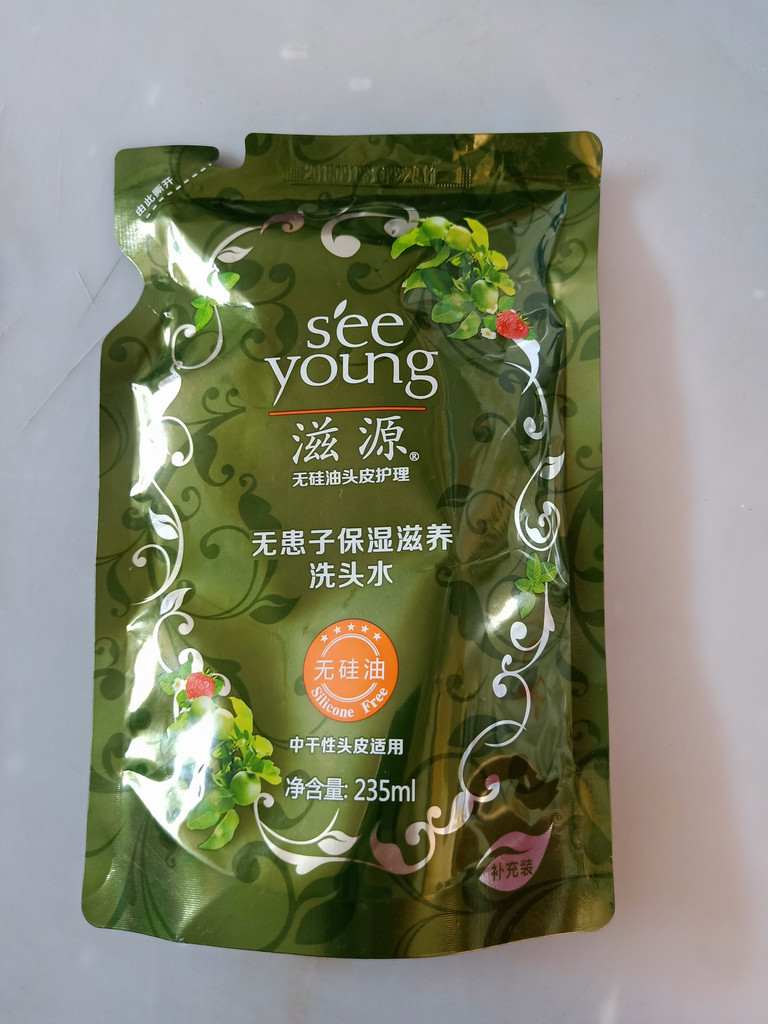 由此撕开
s'ee
young
滋源®
无硅油头皮护理
无患子保湿滋养
洗头水
无硅油
Silicone Free
中干性头皮适用
净含量: 235ml
补充装